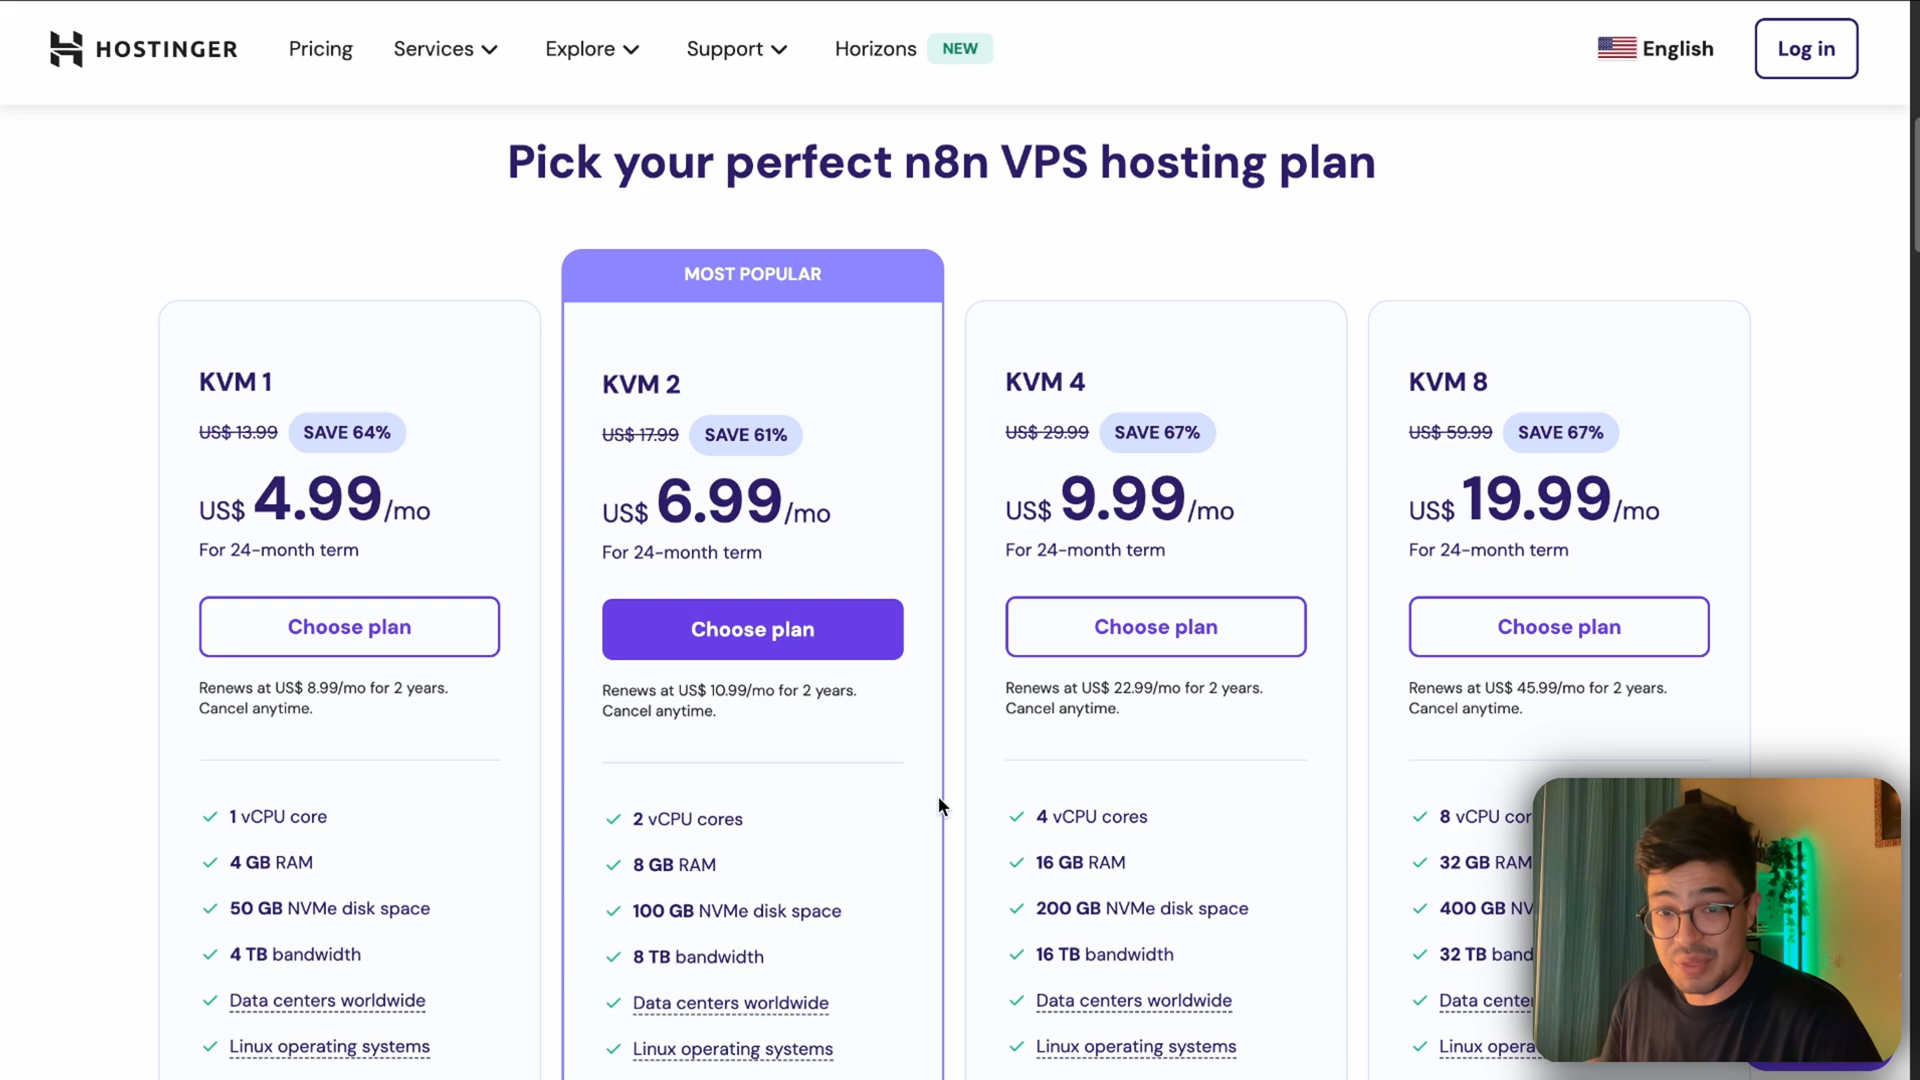 HOSTINGER
Pricing
Services
Explore
Support
Horizons NEW
English
Log in
Pick your perfect n8n VPS hosting plan
KVM 1
US$ 13.99 SAVE 64%
US$ 4.99/mo
For 24-month term
Choose plan
Renews at US$ 8.99/mo for 2 years.
Cancel anytime.
1 vCPU core
4 GB RAM
50 GB NVMe disk space
4 TB bandwidth
Data centers worldwide
Linux operating systems
MOST POPULAR
KVM 2
US$ 17.99 SAVE 61%
US$ 6.99/mo
For 24-month term
Choose plan
Renews at US$ 10.99/mo for 2 years.
Cancel anytime.
2 vCPU cores
8 GB RAM
100 GB NVMe disk space
8 TB bandwidth
Data centers worldwide
Linux operating systems
KVM 4
US$ 29.99 SAVE 67%
US$ 9.99/mo
For 24-month term
Choose plan
Renews at US$ 22.99/mo for 2 years.
Cancel anytime.
4 vCPU cores
16 GB RAM
200 GB NVMe disk space
16 TB bandwidth
Data centers worldwide
Linux operating systems
KVM 8
US$ 59.99 SAVE 67%
US$ 19.99/mo
For 24-month term
Choose plan
Renews at US$ 45.99/mo for 2 years.
Cancel anytime.
8 vCPU cor
32 GB RAM
400 GB NV
32 TB band
Data cente
Linux opera